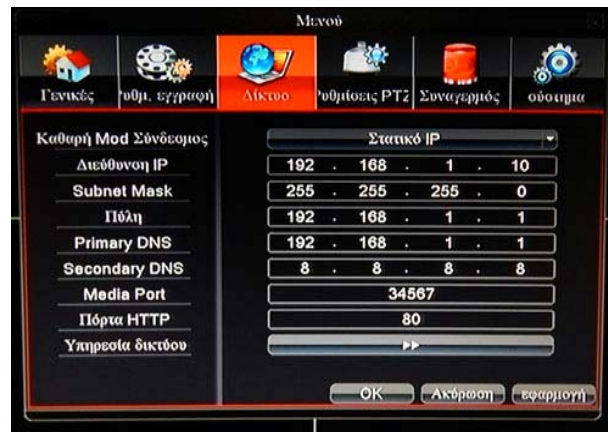 Μενού
Γενικές υθμ. εγγραφή Δίκτυο υθμίσεις PTZ Συναγερμός σύστημα
Καθαρή Mod Σύνδεσμος Στατικό IP
Διεύθυνση IP 192 . 168 . 1 . 10
Subnet Mask 255 . 255 . 255 . 0
Πύλη 192 . 168 . 1 . 1
Primary DNS 192 . 168 . 1 . 1
Secondary DNS 8 . 8 . 8 . 8
Media Port 34567
Πόρτα HTTP 80
Υπηρεσία δικτύου
OK Ακύρωση εφαρμογή